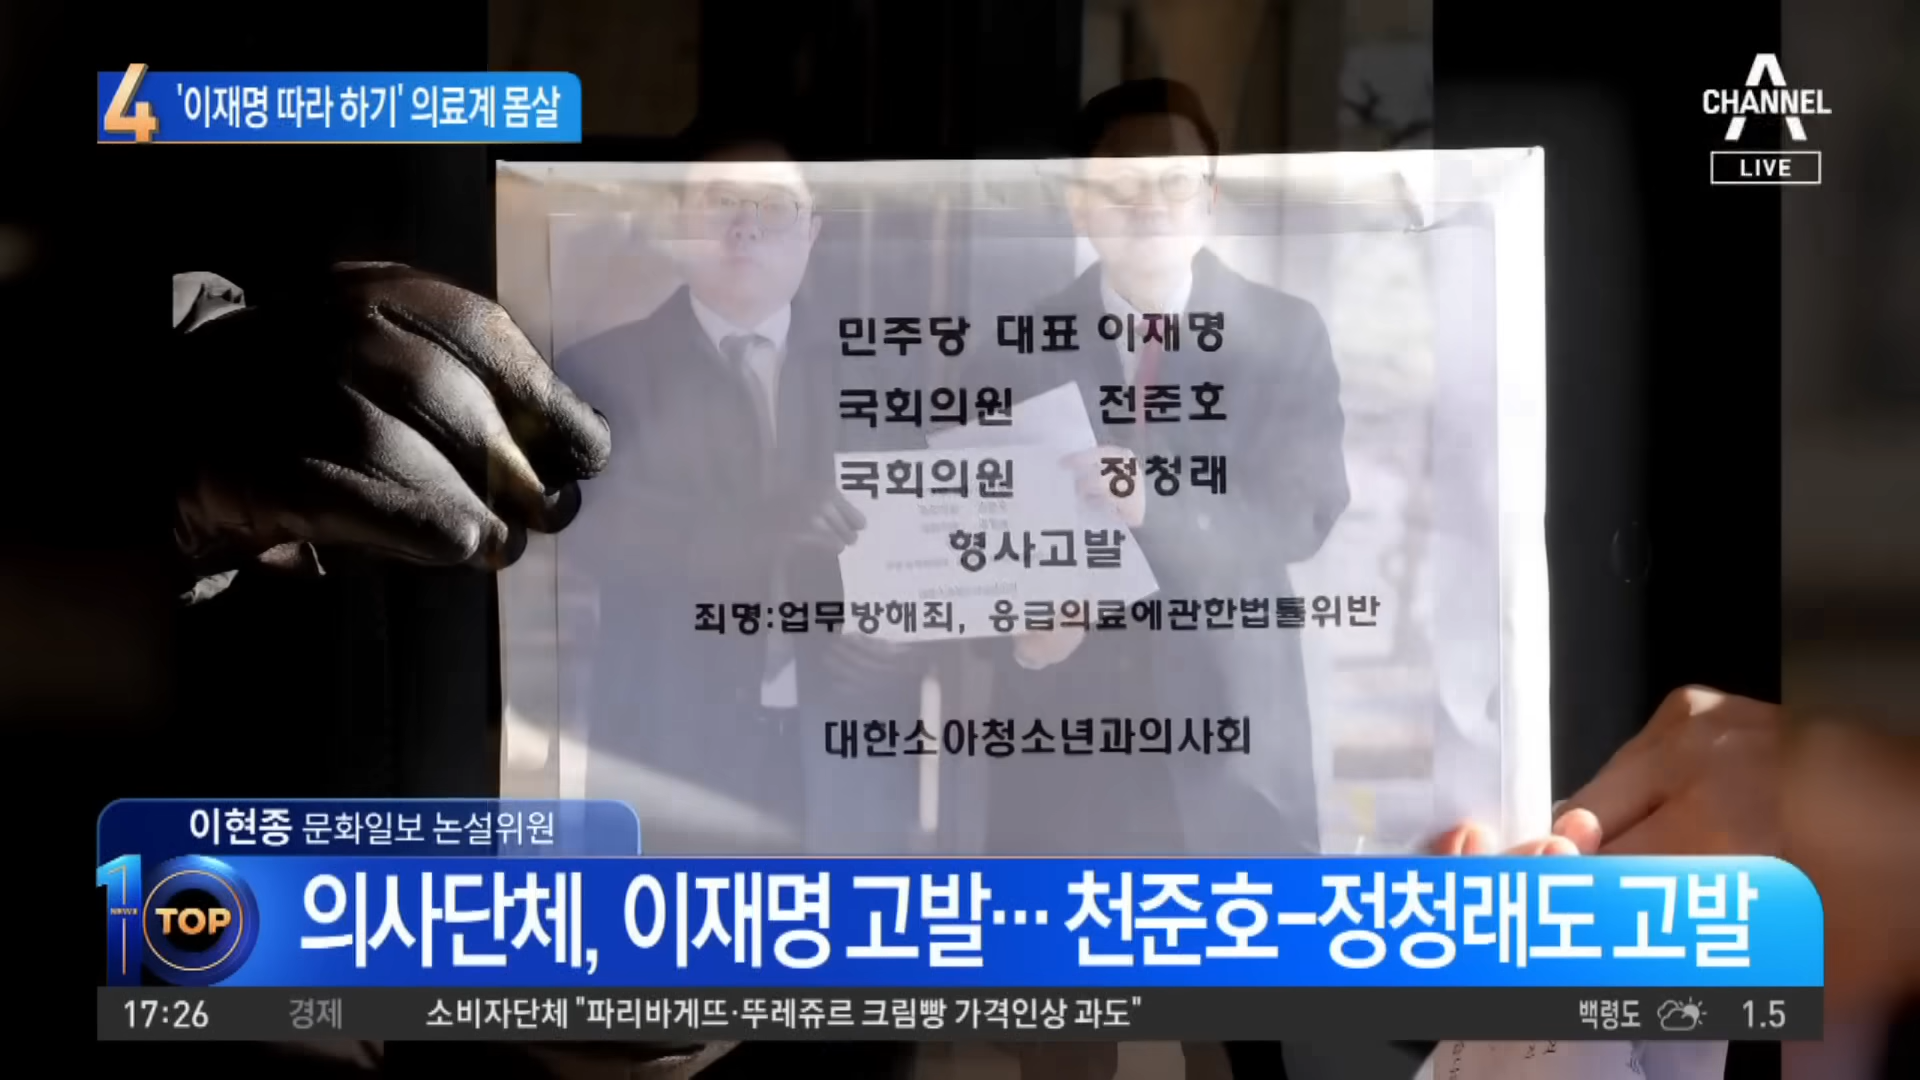 4 '이재명 따라 하기' 의료계 몸살
CHANNEL A
LIVE
민주당 대표 이재명
국회의원 전준호
국회의원 정청래
형사고발
죄명:업무방해죄, 응급의료에관한법률위반
대한소아청소년과의사회
이현종 문화일보 논설위원
NEWS TOP 10
의사단체, 이재명 고발… 천준호-정청래도 고발
17:26 경제 소비자단체 "파리바게뜨·뚜레쥬르 크림빵 가격인상 과도" 백령도 1.5